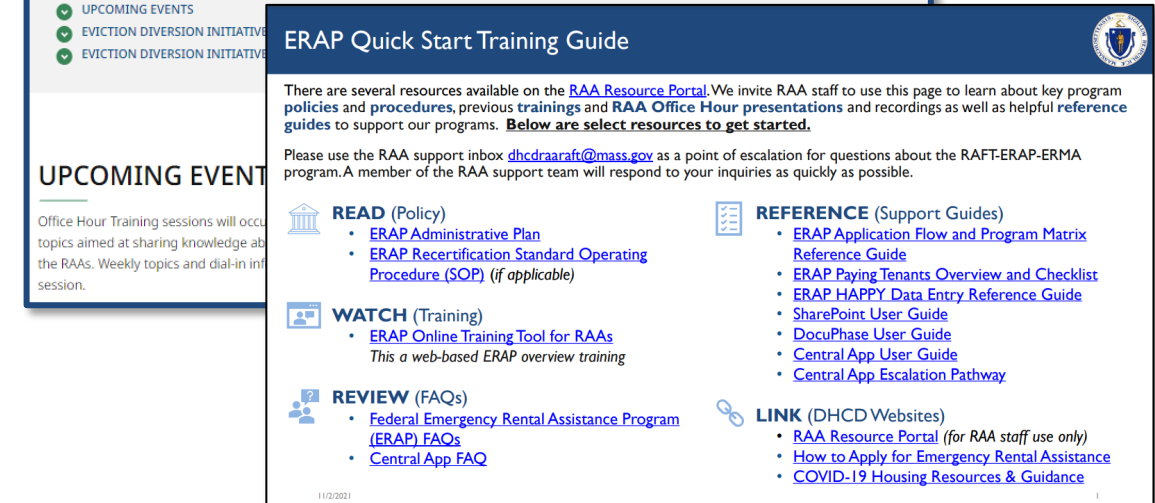 UPCOMING EVENTS
EVICTION DIVERSION INITIATIVE
EVICTION DIVERSION INITIATIVE
UPCOMING EVENT
Office Hour Training sessions will occu
topics aimed at sharing knowledge ab
the RAAs. Weekly topics and dial-in inf
session.
ERAP Quick Start Training Guide
There are several resources available on the RAA Resource Portal. We invite RAA staff to use this page to learn about key program
policies and procedures, previous trainings and RAA Office Hour presentations and recordings as well as helpful reference
guides to support our programs. Below are select resources to get started.
Please use the RAA support inbox dhcdraaraft@mass.gov as a point of escalation for questions about the RAFT-ERAP-ERMA
program. A member of the RAA support team will respond to your inquiries as quickly as possible.
READ (Policy)
• ERAP Administrative Plan
• ERAP Recertification Standard Operating
Procedure (SOP) (if applicable)
WATCH (Training)
• ERAP Online Training Tool for RAAs
This a web-based ERAP overview training
REVIEW (FAQs)
• Federal Emergency Rental Assistance Program
(ERAP) FAQs
• Central App FAQ
REFERENCE (Support Guides)
• ERAP Application Flow and Program Matrix
Reference Guide
• ERAP Paying Tenants Overview and Checklist
• ERAP HAPPY Data Entry Reference Guide
• SharePoint User Guide
• DocuPhase User Guide
• Central App User Guide
• Central App Escalation Pathway
LINK (DHCD Websites)
• RAA Resource Portal (for RAA staff use only)
• How to Apply for Emergency Rental Assistance
• COVID-19 Housing Resources & Guidance
11/2/2021
1